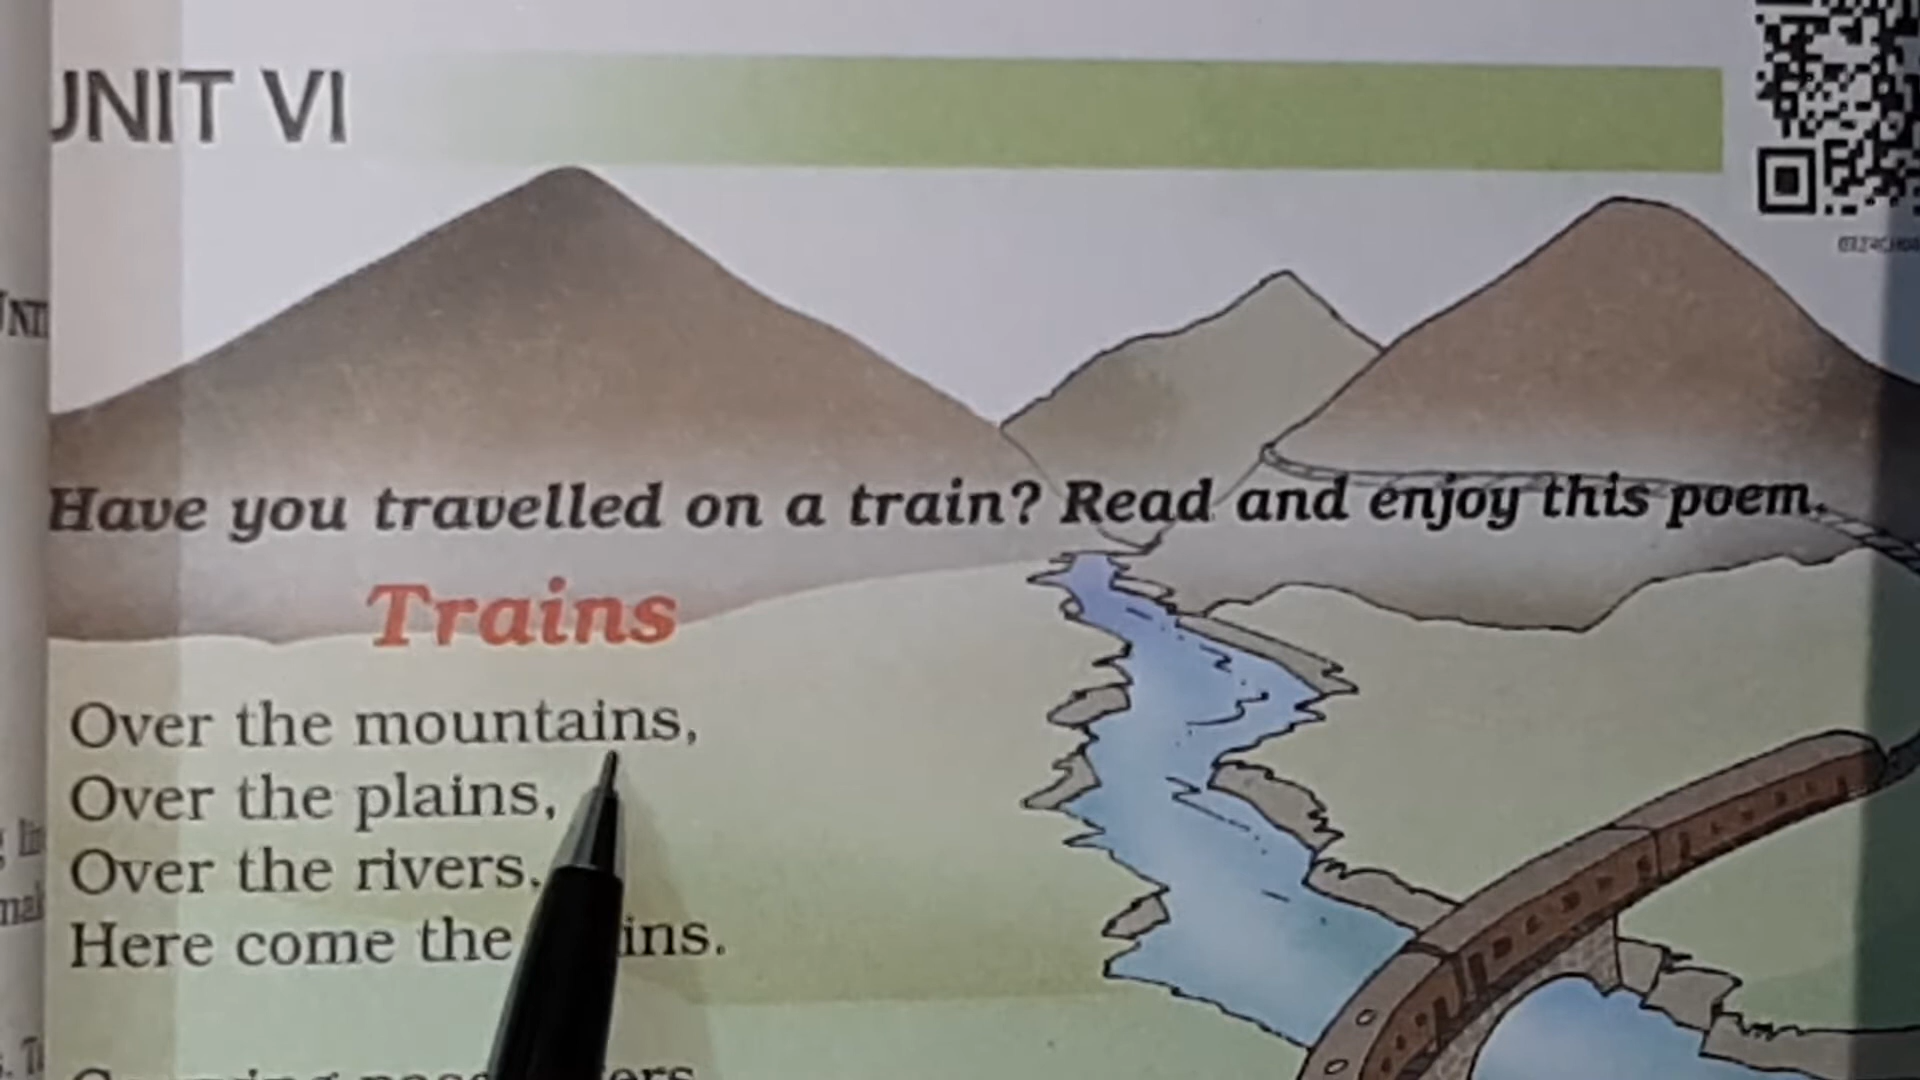 UNIT VI
Have you travelled on a train? Read and enjoy this poem.
Trains
Over the mountains,
Over the plains,
Over the rivers,
Here come the